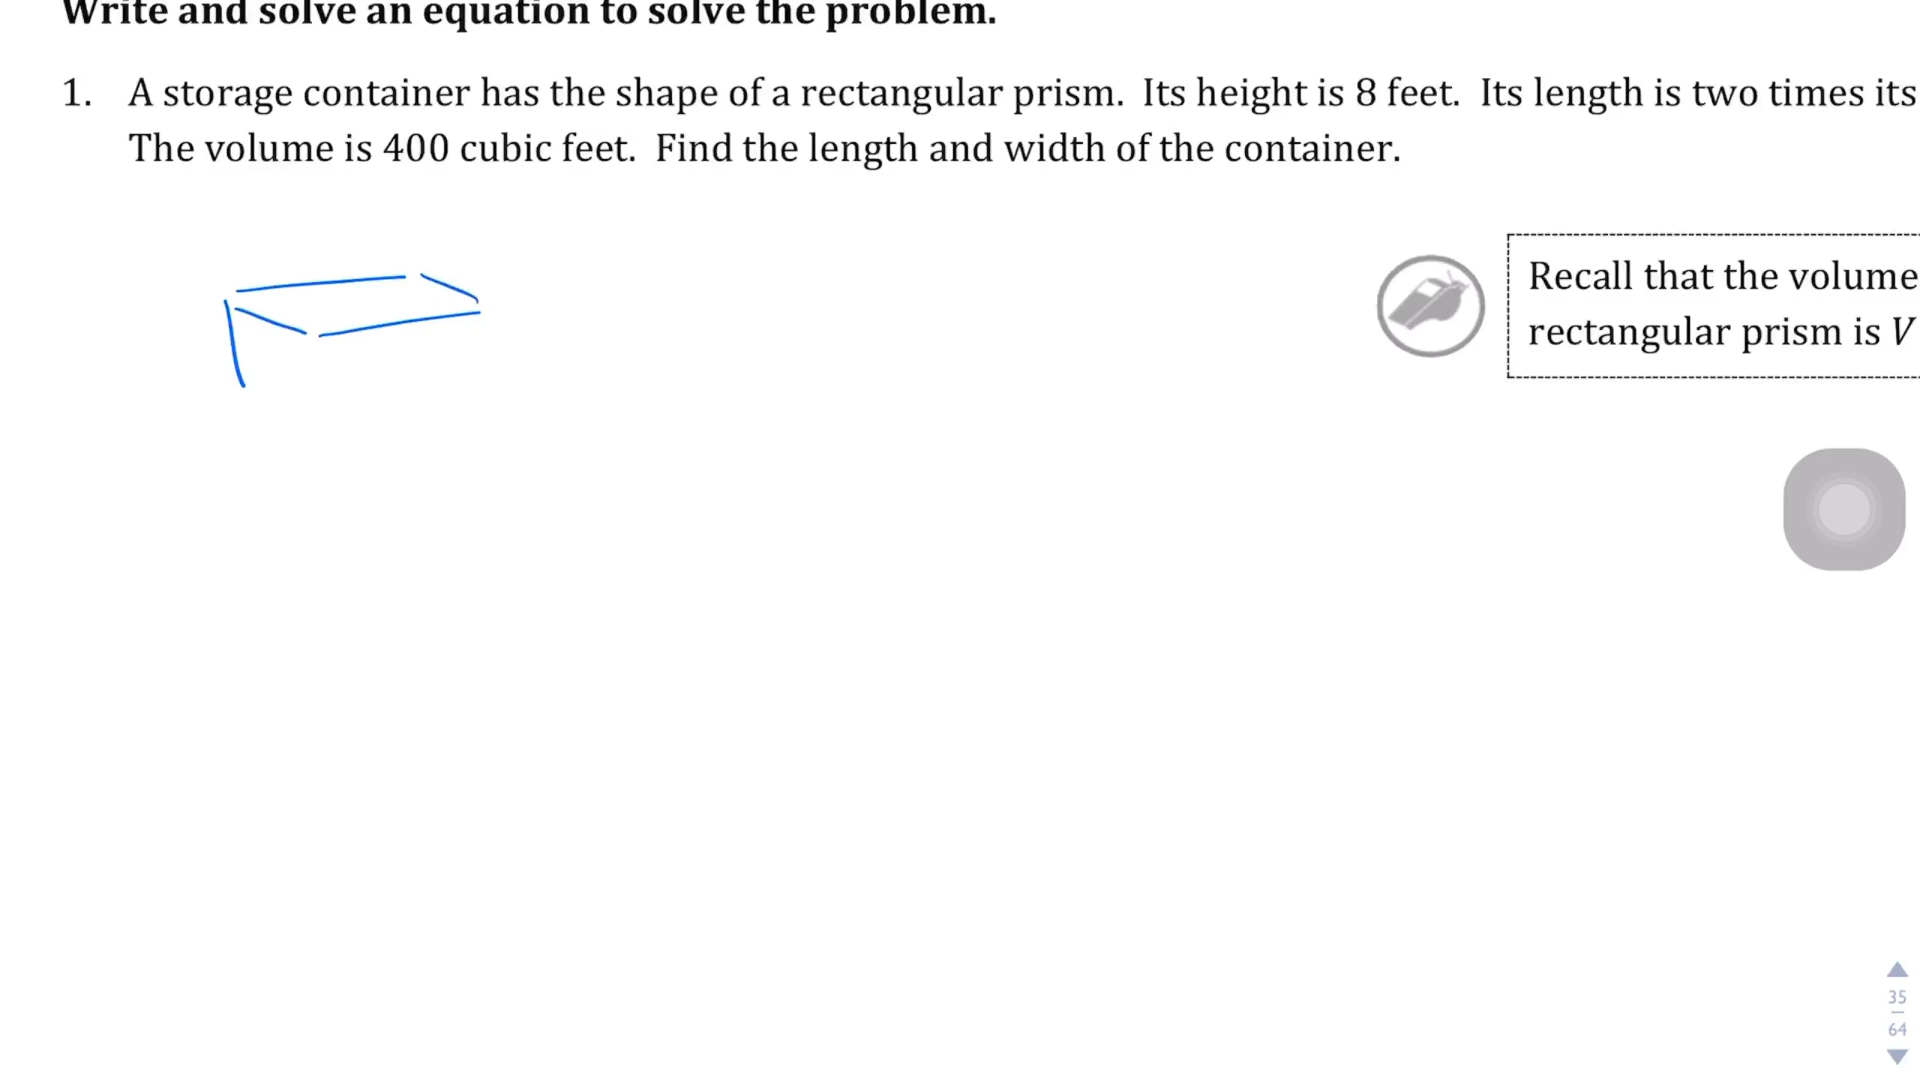 Write and solve an equation to solve the problem.
1. A storage container has the shape of a rectangular prism. Its height is 8 feet. Its length is two times its
The volume is 400 cubic feet. Find the length and width of the container.
Recall that the volume
rectangular prism is V
35
64